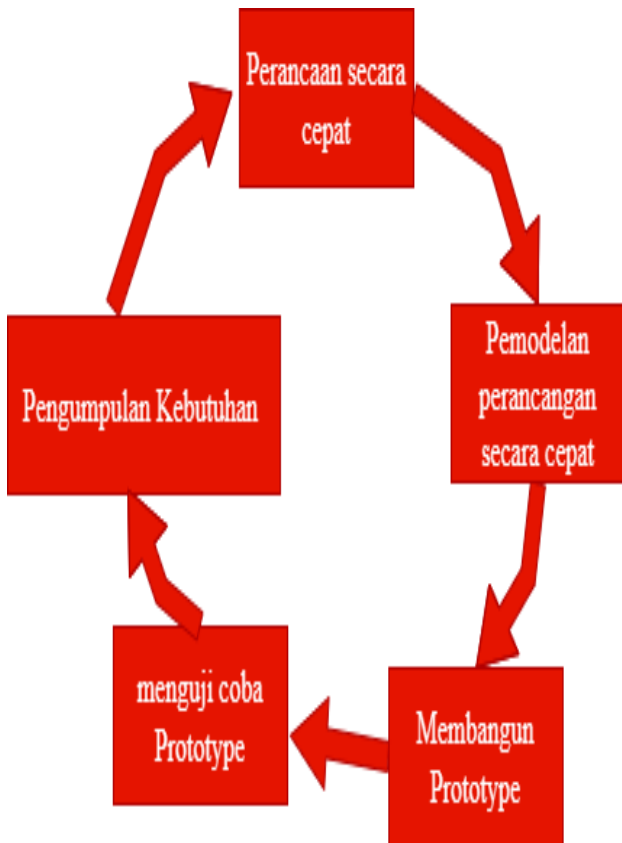 Perancaan secara
cepat
Pemodelan
perancangan
secara cepat
Pengumpulan Kebutuhan
menguji coba
Prototype
Membangun
Prototype